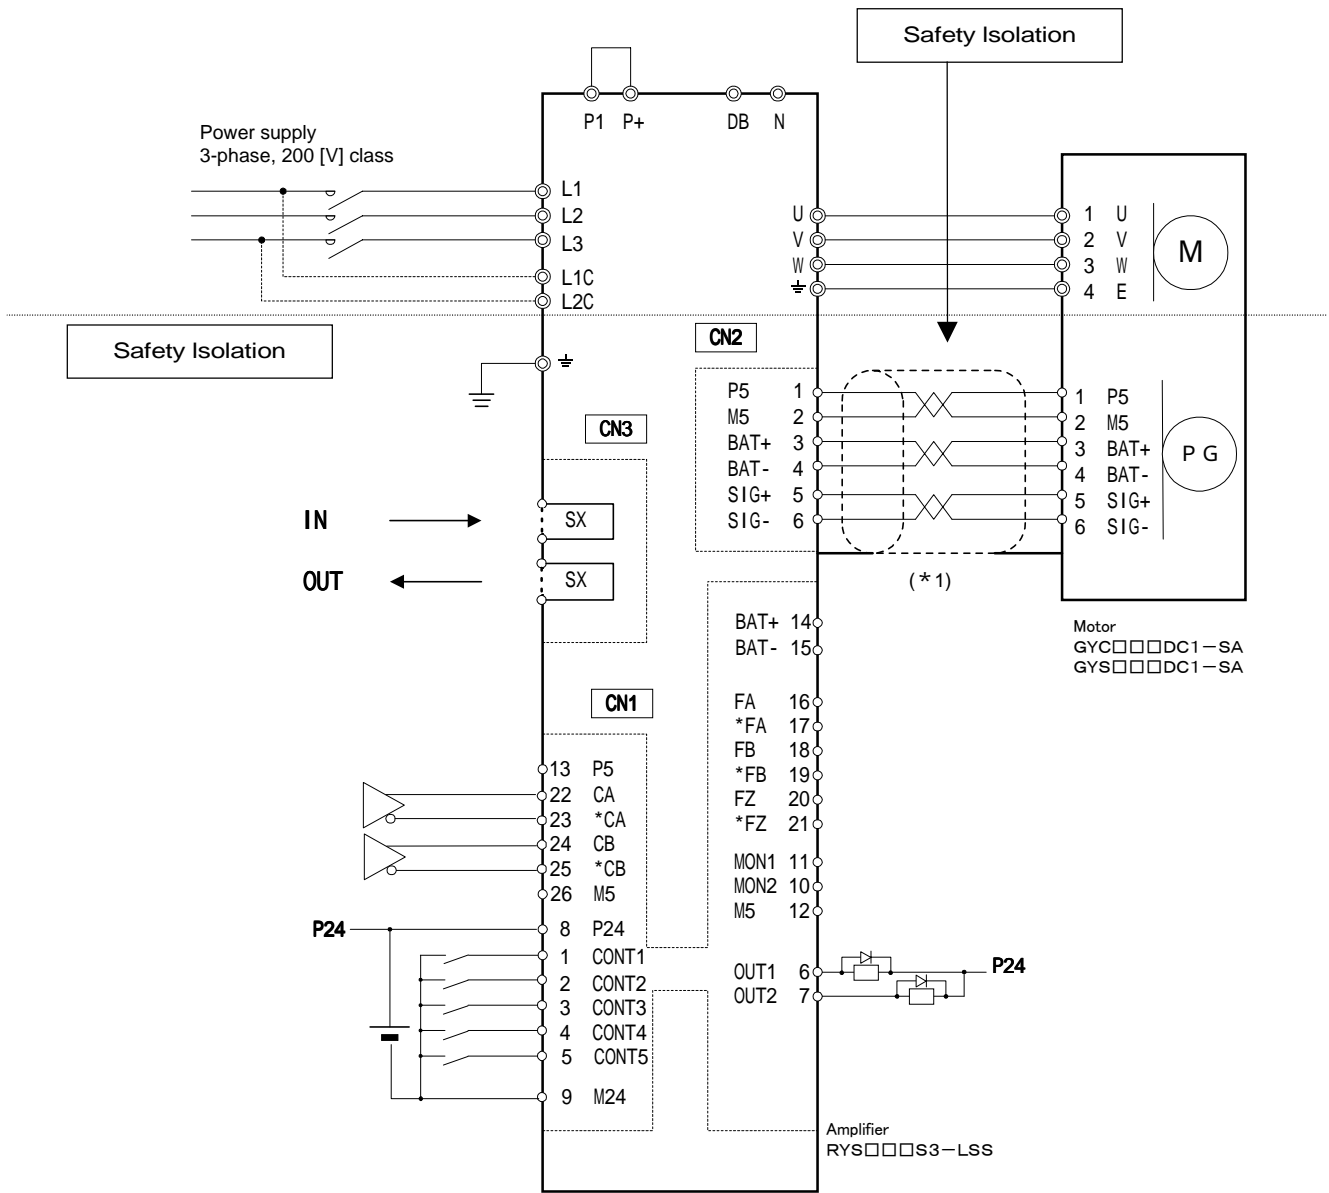 Safety Isolation
P1 P+ DB N
Power supply
3-phase, 200 [V] class
L1
L2
L3
L1C
L2C
U
V
W
1 U
2 V
3 W
4 E
M
Safety Isolation
CN2
P5 1
M5 2
BAT+ 3
BAT- 4
SIG+ 5
SIG- 6
1 P5
2 M5
3 BAT+
4 BAT-
5 SIG+
6 SIG-
PG
(*1)
CN3
IN
SX
OUT
SX
Motor
GYC□□□DC1-SA
GYS□□□DC1-SA
BAT+ 14
BAT- 15
FA 16
*FA 17
FB 18
*FB 19
FZ 20
*FZ 21
MON1 11
MON2 10
M5 12
OUT1 6
OUT2 7
P24
CN1
13 P5
22 CA
23 *CA
24 CB
25 *CB
26 M5
P24
8 P24
1 CONT1
2 CONT2
3 CONT3
4 CONT4
5 CONT5
9 M24
Amplifier
RYS□□□S3-LSS